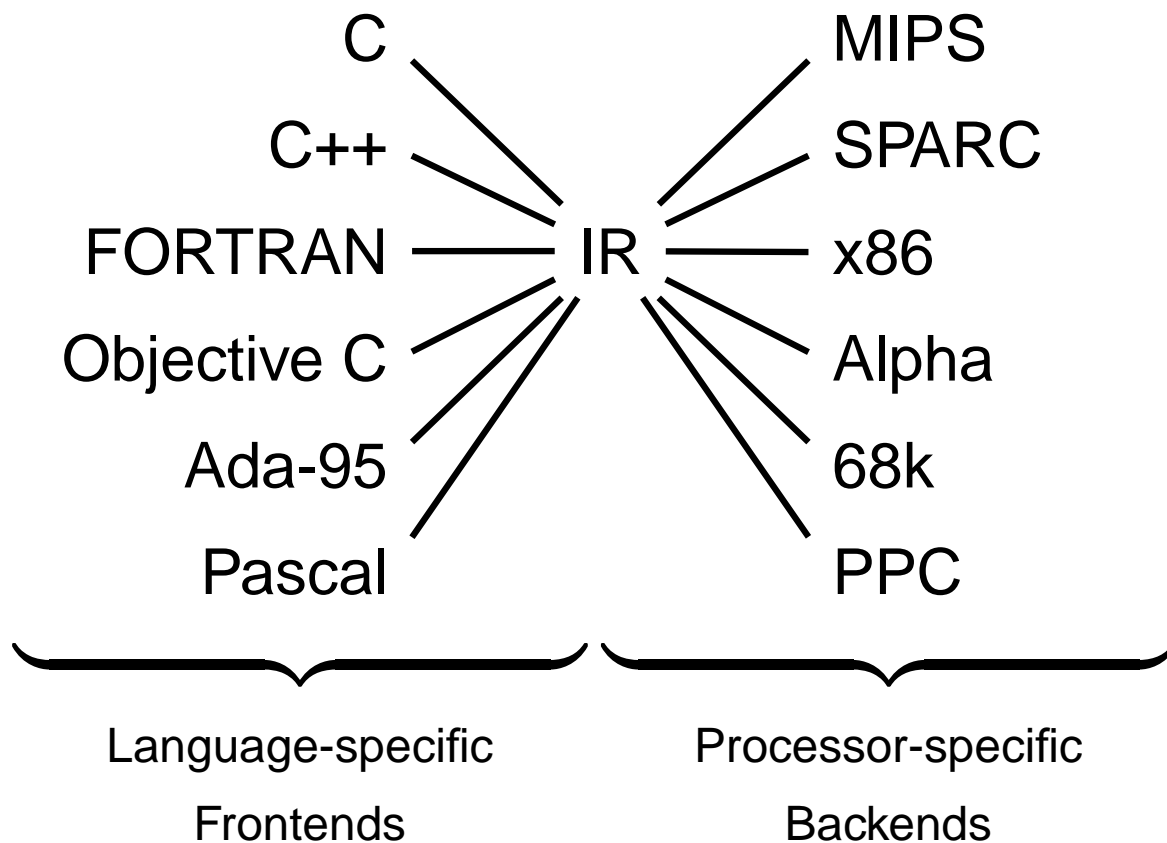 C
MIPS
C++
SPARC
FORTRAN
IR
x86
Objective C
Alpha
Ada-95
68k
Pascal
PPC
Language-specific
Frontends
Processor-specific
Backends